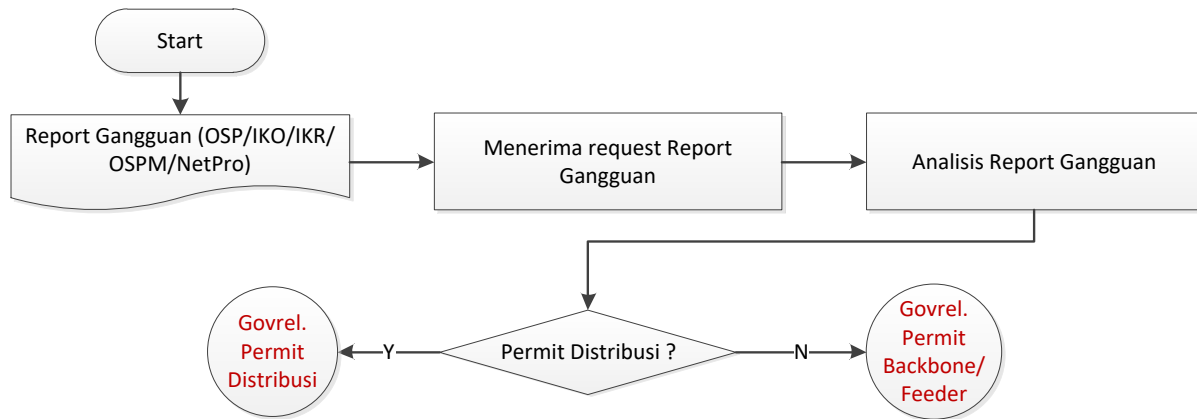 Start
Report Gangguan (OSP/IKO/IKR/
OSPM/NetPro)
Menerima request Report
Gangguan
Analisis Report Gangguan
Govrel.
Permit
Distribusi
Y
Permit Distribusi ?
N
Govrel.
Permit
Backbone/
Feeder